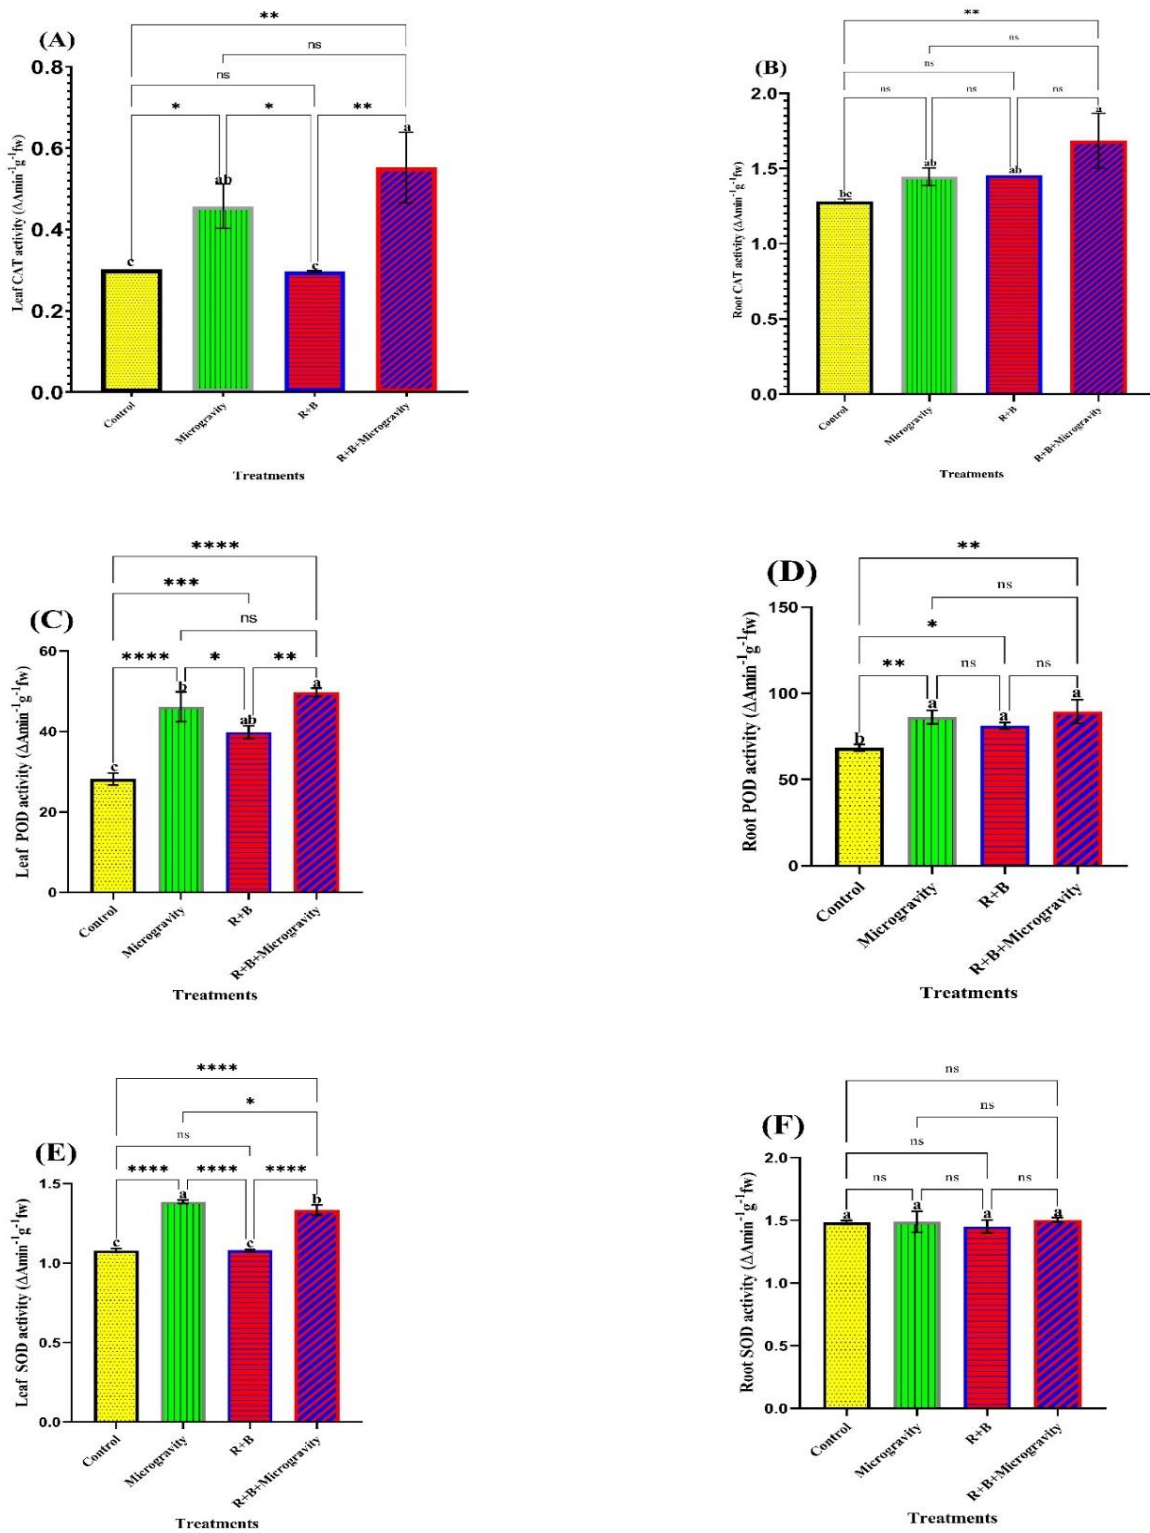 **
(A)
ns
0.8
ns
*
*
**
a
0.6
ab
0.4
c
c
0.2
0.0
Leaf CAT activity (ΔAmin-1g-1fw)
Control
Microgravity
R+B
R+B+Microgravity
Treatments
**
ns
(B)
ns
2.0
ns
ns
ns
a
ab
ab
1.5
bc
1.0
0.5
0.0
Root CAT activity (ΔAmin-1g-1fw)
Control
Microgravity
R+B
R+B+Microgravity
Treatments
****
***
(C)
ns
60
****
*
**
b
a
ab
40
c
20
0
Leaf POD activity (ΔAmin-1g-1fw)
Control
Microgravity
R+B
R+B+Microgravity
Treatments
**
(D)
ns
150
*
**
ns
ns
100
a
a
a
b
50
0
Root POD activity (ΔAmin-1g-1fw)
Control
Microgravity
R+B
R+B+Microgravity
Treatments
****
*
(E)
ns
****
****
****
1.5
a
b
c
c
1.0
0.5
0.0
Leaf SOD activity (ΔAmin-1g-1fw)
Control
Microgravity
R+B
R+B+Microgravity
Treatments
ns
ns
(F)
ns
2.0
ns
ns
ns
a
a
a
a
1.5
1.0
0.5
0.0
Root SOD activity (ΔAmin-1g-1fw)
Control
Microgravity
R+B
R+B+Microgravity
Treatments